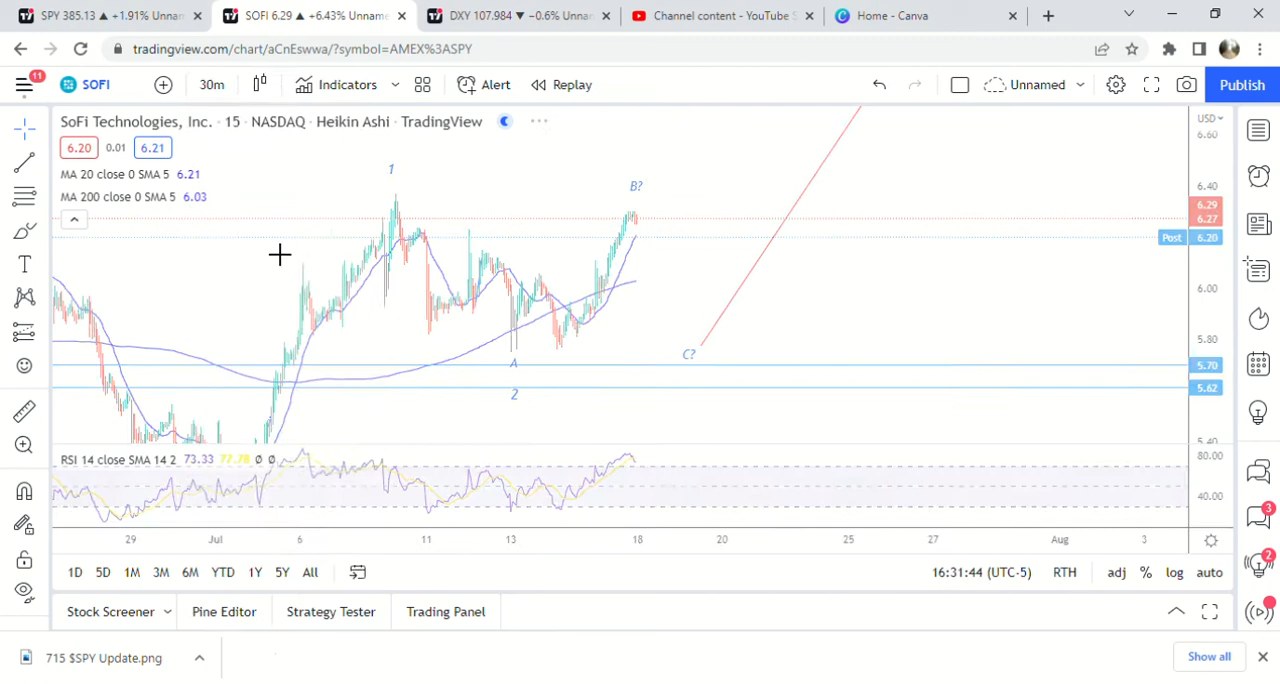 SPY 385.13 ▲ +1.91% Unnam
SOFI 6.29 ▲ +6.43% Unname
DXY 107.984 ▼ −0.6% Unna
Channel content - YouTube S
Home - Canva
tradingview.com/chart/aCnEswwa/?symbol=AMEX%3ASPY
11
SOFI
30m
Indicators
Alert
Replay
Unnamed
Publish
SoFi Technologies, Inc. · 15 · NASDAQ · Heikin Ashi · TradingView
USD
6.60
6.20
0.01
6.21
1
MA 20 close 0 SMA 5 6.21
B?
6.40
MA 200 close 0 SMA 5 6.03
6.29
6.27
Post 6.20
6.00
5.80
C?
A
5.70
2
5.62
5.40
RSI 14 close SMA 14 2 73.33 77.78 Ø Ø
80.00
40.00
29 Jul 6 11 13 18 20 25 27 Aug 3
3
1D 5D 1M 3M 6M YTD 1Y 5Y All
16:31:44 (UTC-5) RTH adj % log auto
2
Stock Screener
Pine Editor
Strategy Tester
Trading Panel
715 $SPY Update.png
Show all